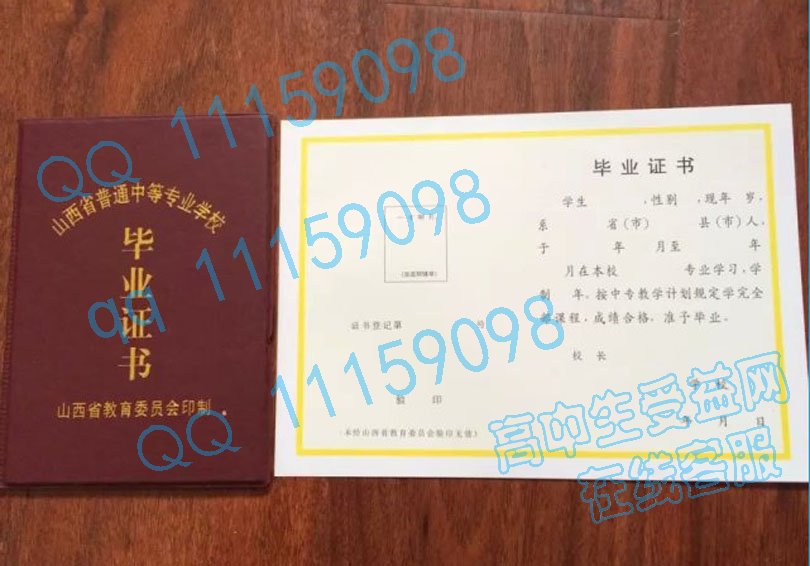 山西省普通中等专业学校
毕业证书
山西省教育委员会印制
毕业证书
学生 ,性别 ,现年 岁,
系 省(市) 县(市)人,
于 年 月至 年
月在本校 专业学习,学
制 年。按中专教学计划规定学完全
部课程,成绩合格,准予毕业。
校长
学校
年 月 日
证书登记第 号
验印
(未经山西省教育委员会验印无效)
QQ 11159098
qq 11159098
QQ 11159098
高中生受益网
在线客服